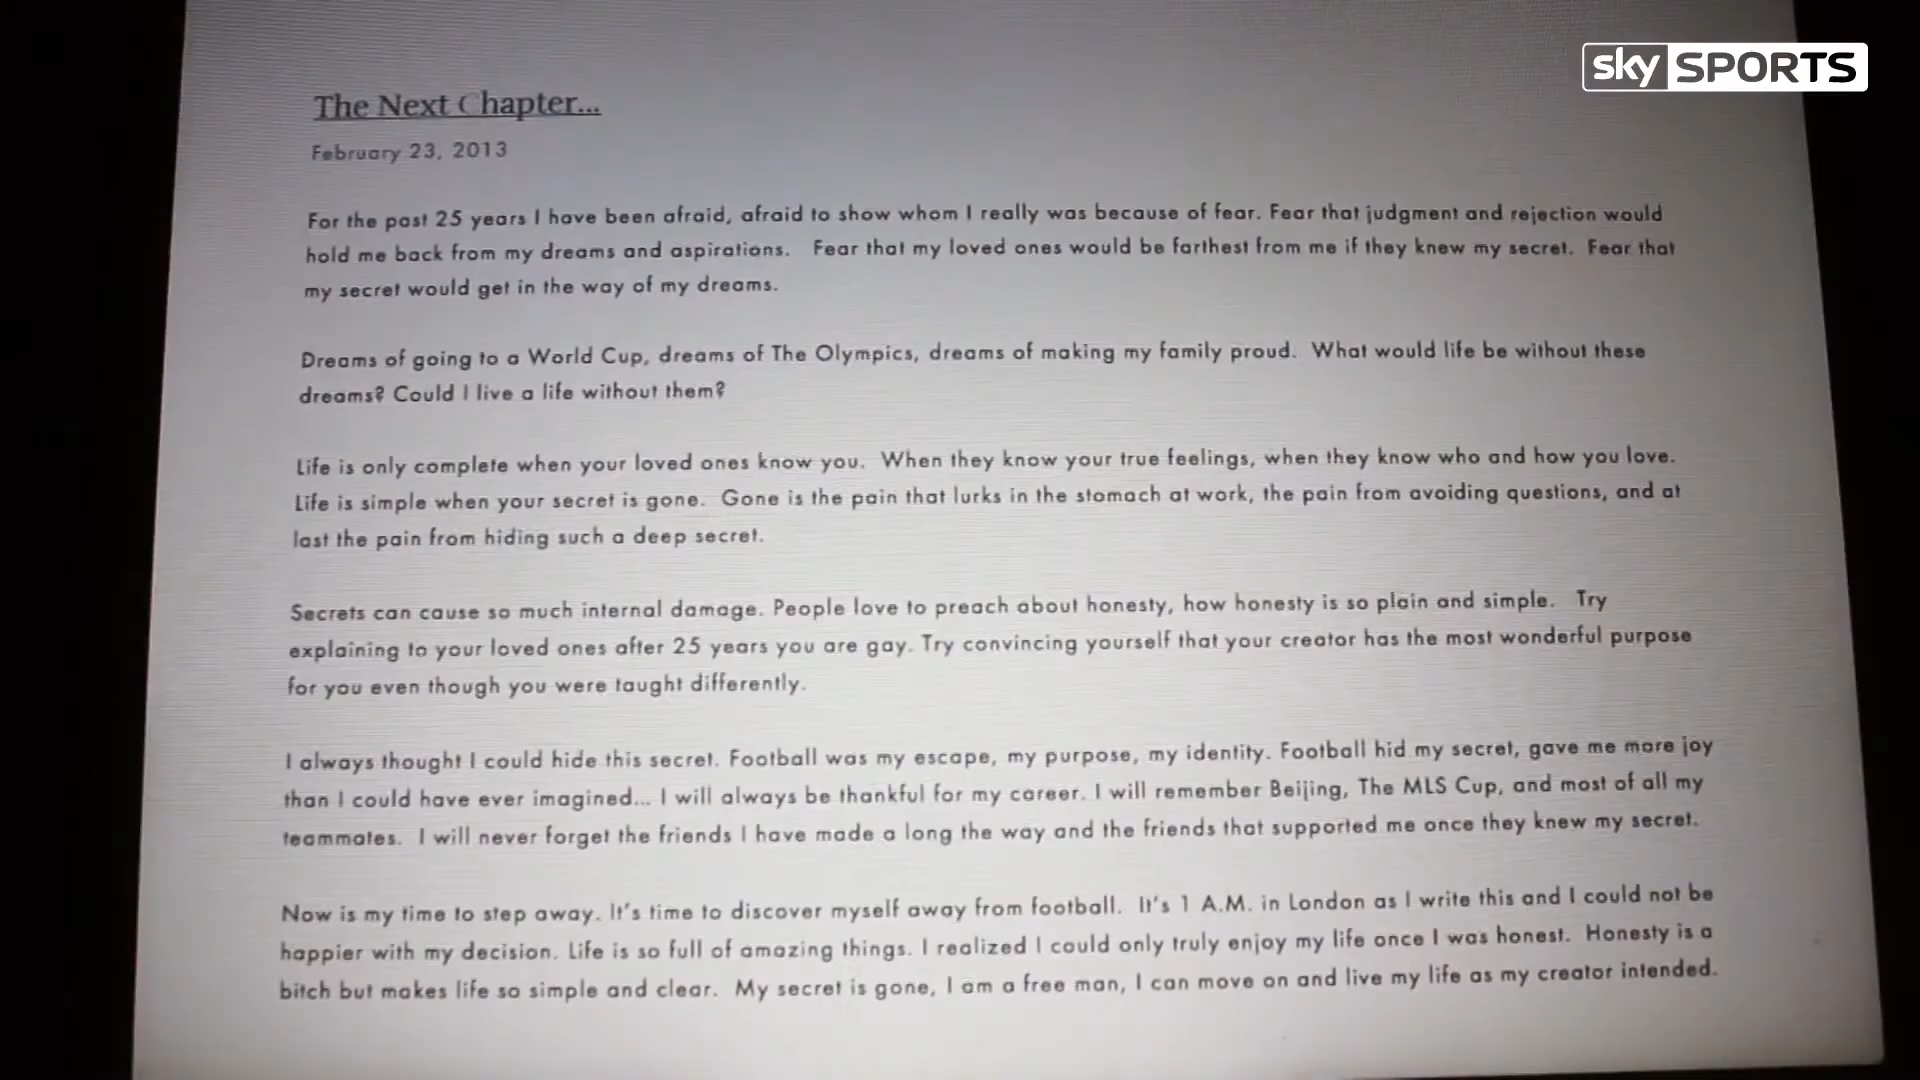 sky SPORTS
The Next Chapter...
February 23, 2013
For the past 25 years I have been afraid, afraid to show whom I really was because of fear. Fear that judgment and rejection would
hold me back from my dreams and aspirations. Fear that my loved ones would be farthest from me if they knew my secret. Fear that
my secret would get in the way of my dreams.
Dreams of going to a World Cup, dreams of The Olympics, dreams of making my family proud. What would life be without these
dreams? Could I live a life without them?
Life is only complete when your loved ones know you. When they know your true feelings, when they know who and how you love.
Life is simple when your secret is gone. Gone is the pain that lurks in the stomach at work, the pain from avoiding questions, and at
last the pain from hiding such a deep secret.
Secrets can cause so much internal damage. People love to preach about honesty, how honesty is so plain and simple. Try
explaining to your loved ones after 25 years you are gay. Try convincing yourself that your creator has the most wonderful purpose
for you even though you were taught differently.
I always thought I could hide this secret. Football was my escape, my purpose, my identity. Football hid my secret, gave me more joy
than I could have ever imagined... I will always be thankful for my career. I will remember Beijing, The MLS Cup, and most of all my
teammates. I will never forget the friends I have made a long the way and the friends that supported me once they knew my secret.
Now is my time to step away. It's time to discover myself away from football. It's 1 A.M. in London as I write this and I could not be
happier with my decision. Life is so full of amazing things. I realized I could only truly enjoy my life once I was honest. Honesty is a
bitch but makes life so simple and clear. My secret is gone, I am a free man, I can move on and live my life as my creator intended.